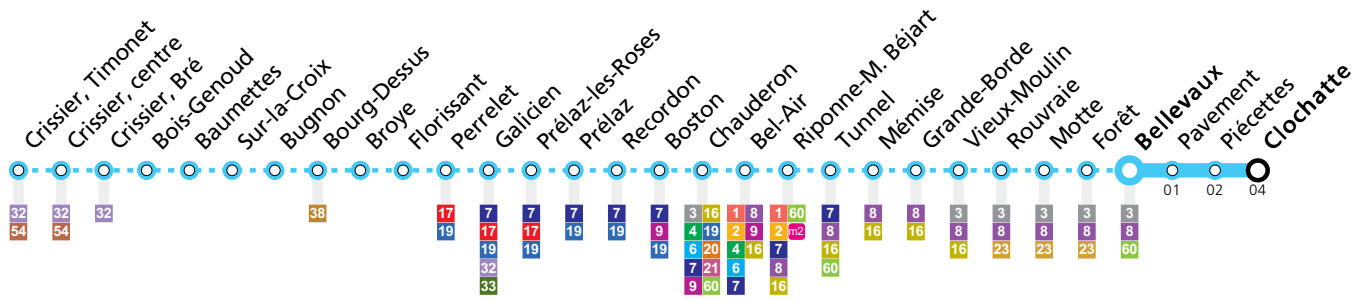 Crissier, Timonet
Crissier, centre
Crissier, Bré
Bois-Genoud
Baumettes
Sur-la-Croix
Bugnon
Bourg-Dessus
Broye
Florissant
Perrelet
Galicien
Prélaz-les-Roses
Prélaz
Recordon
Boston
Chauderon
Bel-Air
Riponne-M. Béjart
Tunnel
Mémise
Grande-Borde
Vieux-Moulin
Rouvraie
Motte
Forêt
Bellevaux
Pavement
Piécettes
Clochatte
01 02 04
32 32 32 38 17 7 7 7 7 7 3 16 1 8 1 60 7 8 8 3 3 3 3 3
54 54 19 17 17 19 19 9 4 19 2 9 2 m2 8 16 16 8 8 8 8 8
19 19 19 6 20 4 16 7 16 16 23 23 23 60
32 7 21 6 8 60
33 9 60 7 16